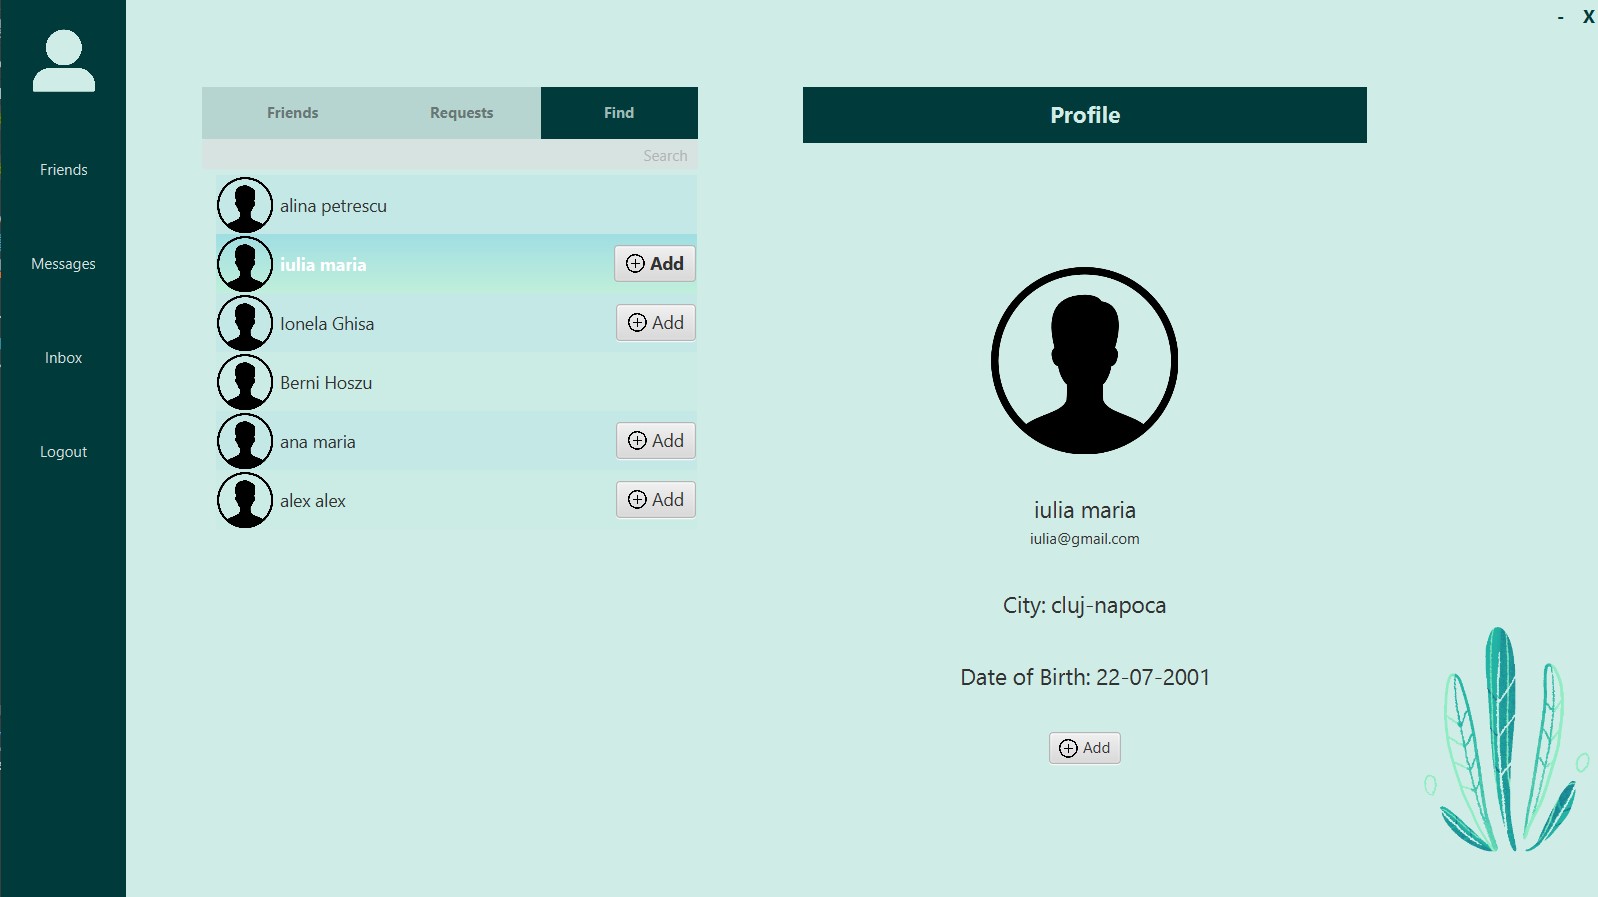 - X
Friends
Messages
Inbox
Logout
Friends Requests Find
Search
alina petrescu
iulia maria Add
Ionela Ghisa Add
Berni Hoszu
ana maria Add
alex alex Add
Profile
iulia maria
iulia@gmail.com
City: cluj-napoca
Date of Birth: 22-07-2001
Add